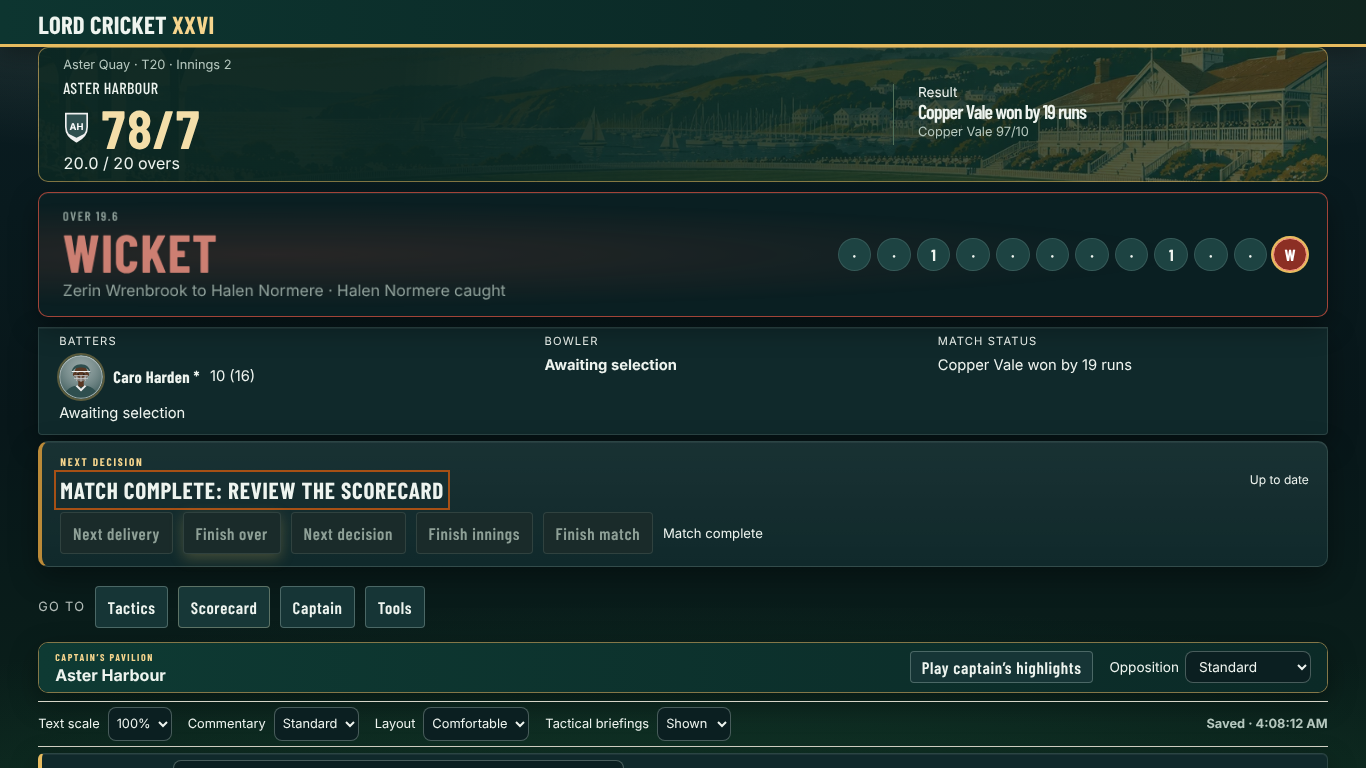 LORD CRICKET XXVI
Aster Quay · T20 · Innings 2
ASTER HARBOUR
AH 78/7
20.0 / 20 overs
Result
Copper Vale won by 19 runs
Copper Vale 97/10
OVER 19.6
WICKET
Zerin Wrenbrook to Halen Normere · Halen Normere caught
· · 1 · · · · · 1 · · W
BATTERS
Caro Harden * 10 (16)
Awaiting selection
BOWLER
Awaiting selection
MATCH STATUS
Copper Vale won by 19 runs
NEXT DECISION
MATCH COMPLETE: REVIEW THE SCORECARD
Up to date
Next delivery Finish over Next decision Finish innings Finish match Match complete
GO TO Tactics Scorecard Captain Tools
CAPTAIN'S PAVILION
Aster Harbour
Play captain's highlights Opposition Standard
Text scale 100% Commentary Standard Layout Comfortable Tactical briefings Shown Saved · 4:08:12 AM